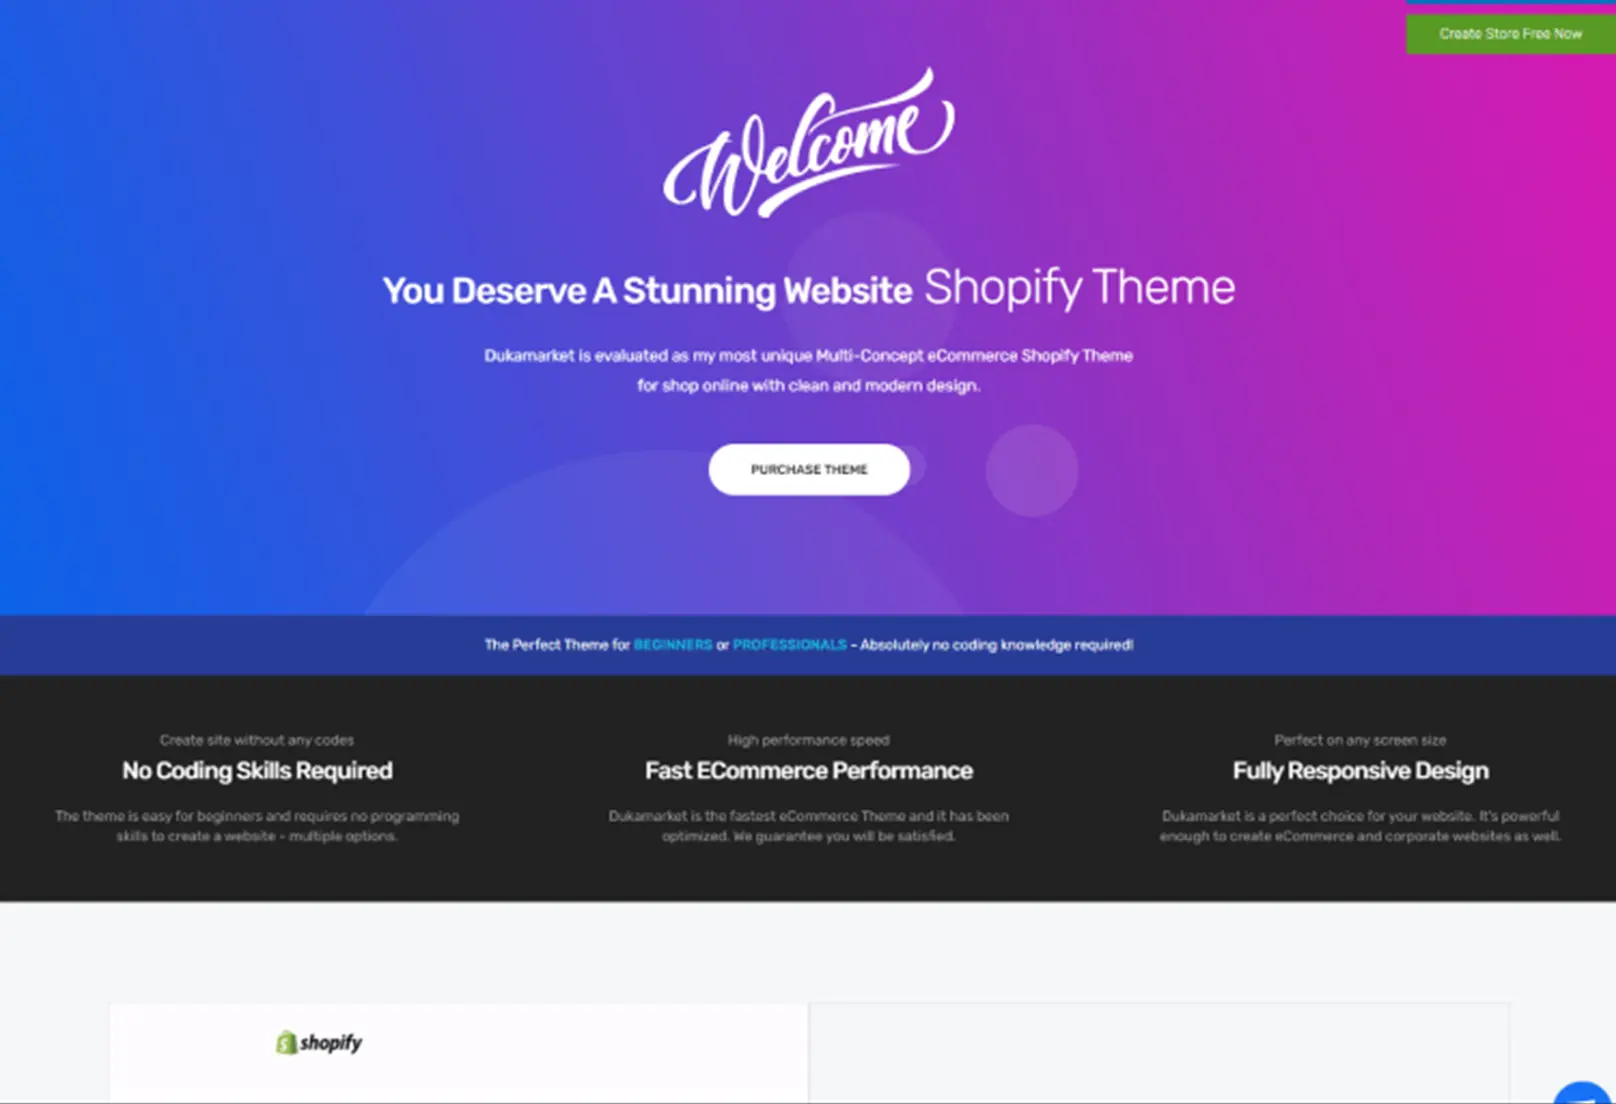 Create Store Free Now
Welcome
You Deserve A Stunning Website Shopify Theme
Dukamarket is evaluated as my most unique Multi-Concept eCommerce Shopify Theme
for shop online with clean and modern design.
PURCHASE THEME
The Perfect Theme for BEGINNERS or PROFESSIONALS - Absolutely no coding knowledge required!
Create site without any codes
No Coding Skills Required
The theme is easy for beginners and requires no programming
skills to create a website - multiple options.
High performance speed
Fast ECommerce Performance
Dukamarket is the fastest eCommerce Theme and it has been
optimized. We guarantee you will be satisfied.
Perfect on any screen size
Fully Responsive Design
Dukamarket is a perfect choice for your website. It's powerful
enough to create eCommerce and corporate websites as well.
shopify